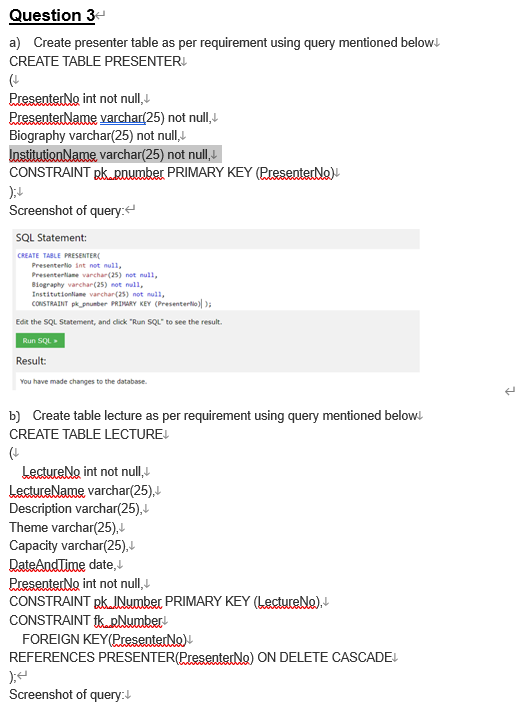 Question 3
a) Create presenter table as per requirement using query mentioned below
CREATE TABLE PRESENTER
(
PresenterNo int not null,
PresenterName varchar(25) not null,
Biography varchar(25) not null,
InstitutionName varchar(25) not null,
CONSTRAINT pk_pnumber PRIMARY KEY (PresenterNo)
);
Screenshot of query:
SQL Statement:
CREATE TABLE PRESENTER(
PresenterNo int not null,
PresenterName varchar(25) not null,
Biography varchar(25) not null,
InstitutionName varchar(25) not null,
CONSTRAINT pk_pnumber PRIMARY KEY (PresenterNo) );
Edit the SQL Statement, and click "Run SQL" to see the result.
Run SQL »
Result:
You have made changes to the database.
b) Create table lecture as per requirement using query mentioned below
CREATE TABLE LECTURE
(
LectureNo int not null,
LectureName varchar(25),
Description varchar(25),
Theme varchar(25),
Capacity varchar(25),
DateAndTime date,
PresenterNo int not null,
CONSTRAINT pk_lNumber PRIMARY KEY (LectureNo),
CONSTRAINT fk_pNumber
FOREIGN KEY(PresenterNo)
REFERENCES PRESENTER(PresenterNo) ON DELETE CASCADE
);
Screenshot of query: